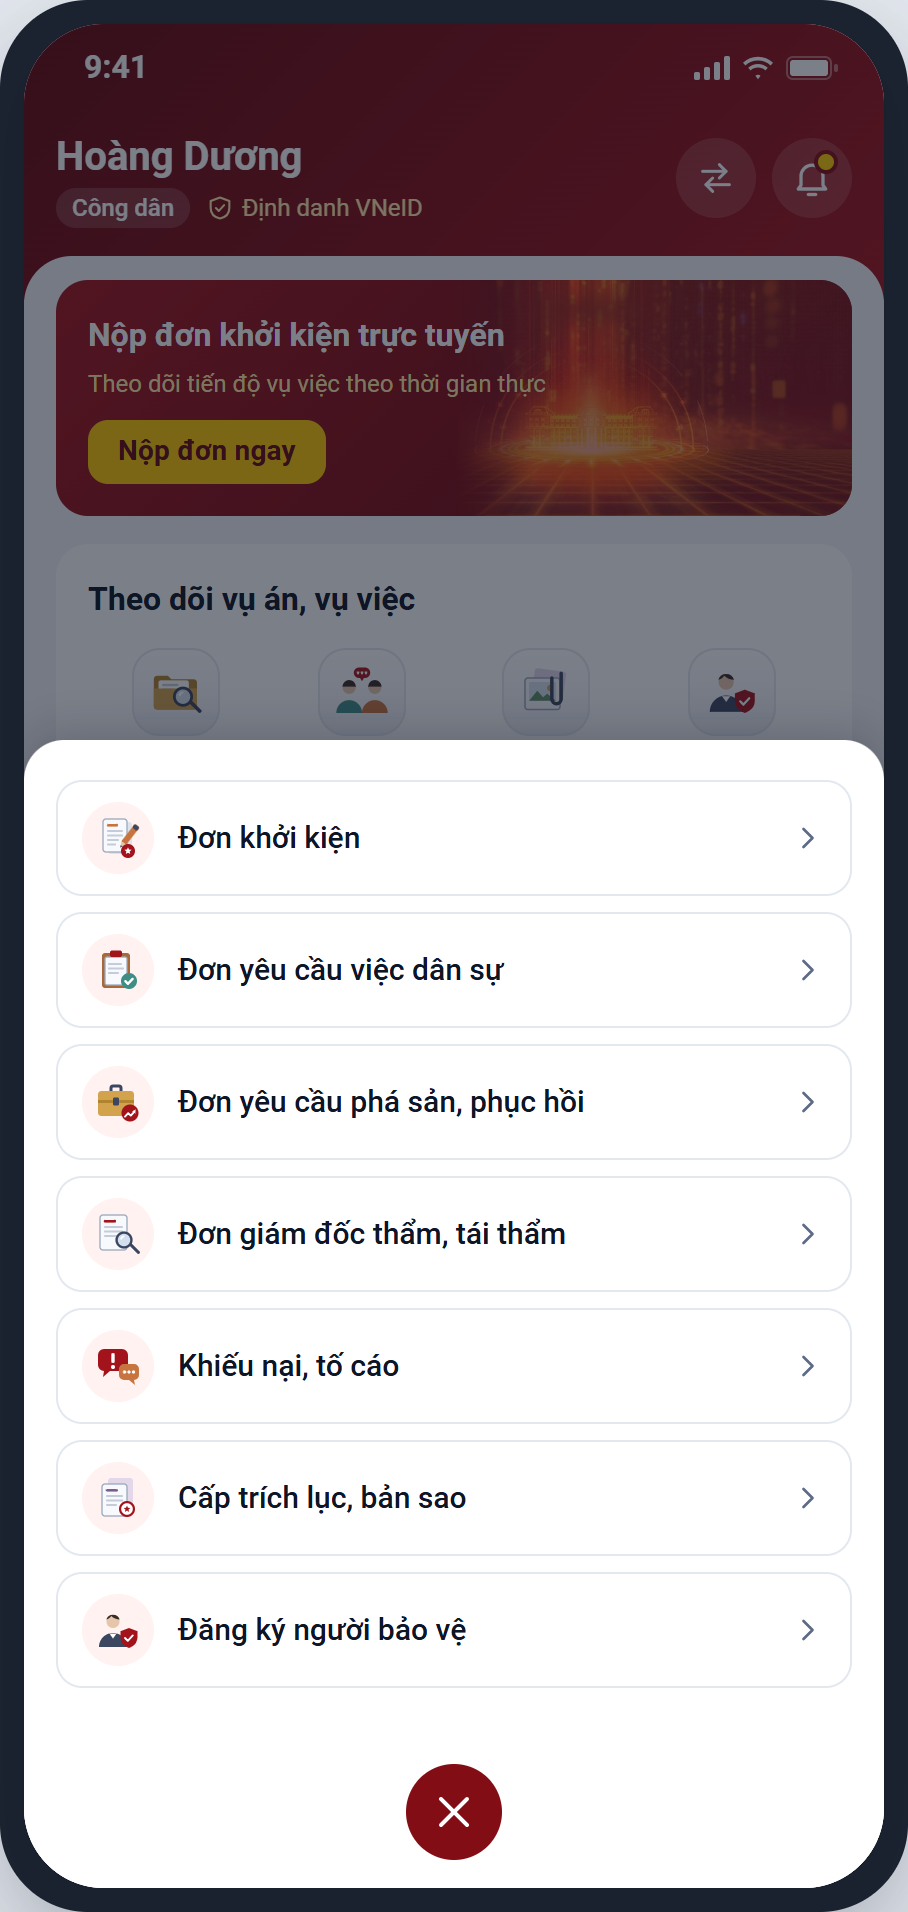 9:41
Hoàng Dương
Công dân
Định danh VNeID
Nộp đơn khởi kiện trực tuyến
Theo dõi tiến độ vụ việc theo thời gian thực
Nộp đơn ngay
Theo dõi vụ án, vụ việc
Đơn khởi kiện
Đơn yêu cầu việc dân sự
Đơn yêu cầu phá sản, phục hồi
Đơn giám đốc thẩm, tái thẩm
Khiếu nại, tố cáo
Cấp trích lục, bản sao
Đăng ký người bảo vệ